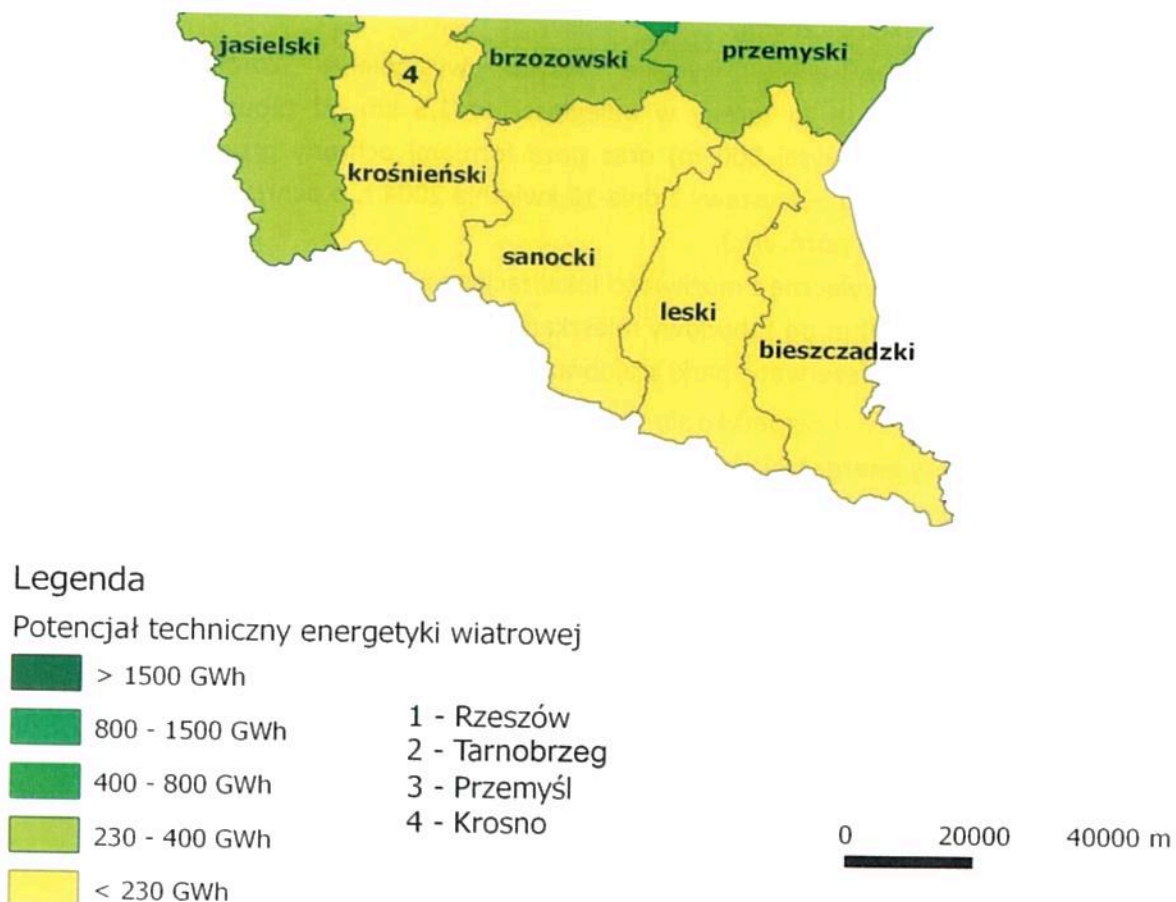 jasielski
4
brzozowski
przemyski
krośnieński
sanocki
leski
bieszczadzki
Legenda
Potencjał techniczny energetyki wiatrowej
> 1500 GWh
800 - 1500 GWh
400 - 800 GWh
230 - 400 GWh
< 230 GWh
1 - Rzeszów
2 - Tarnobrzeg
3 - Przemyśl
4 - Krosno
0 20000 40000 m